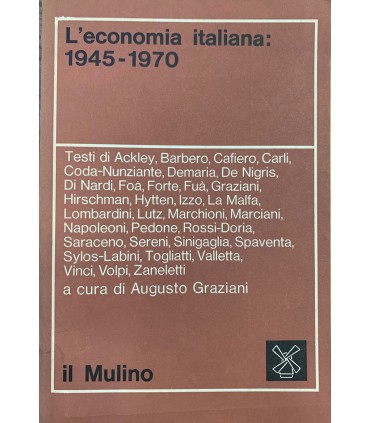 L'economia italiana:
1945-1970
Testi di Ackley, Barbero, Cafiero, Carli,
Coda-Nunziante, Demaria, De Nigris,
Di Nardi, Foà, Forte, Fuà, Graziani,
Hirschman, Hytten, Izzo, La Malfa,
Lombardini, Lutz, Marchioni, Marciani,
Napoleoni, Pedone, Rossi-Doria,
Saraceno, Sereni, Sinigaglia, Spaventa,
Sylos-Labini, Togliatti, Valletta,
Vinci, Volpi, Zaneletti
a cura di Augusto Graziani
il Mulino